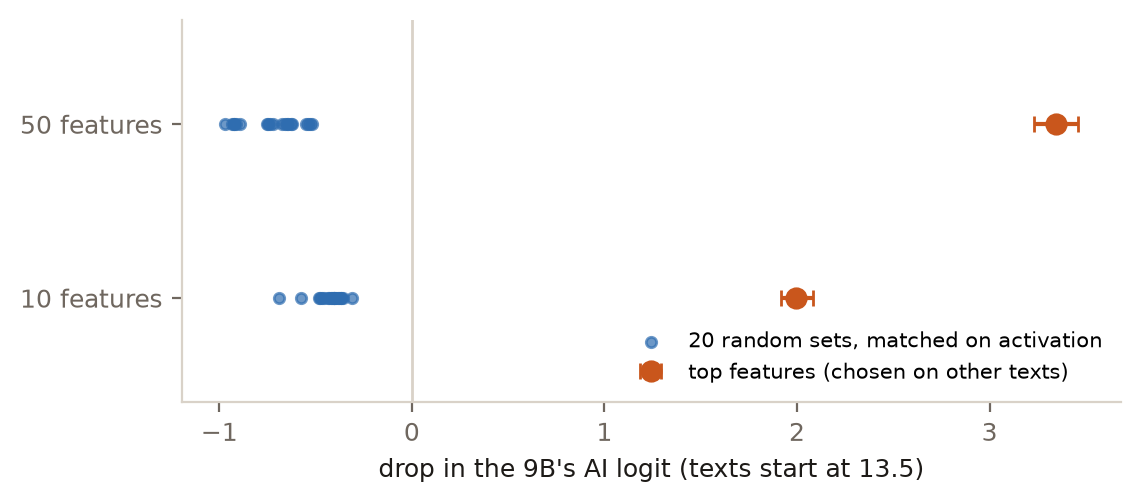 50 features
10 features
20 random sets, matched on activation
top features (chosen on other texts)
−1 0 1 2 3
drop in the 9B's AI logit (texts start at 13.5)